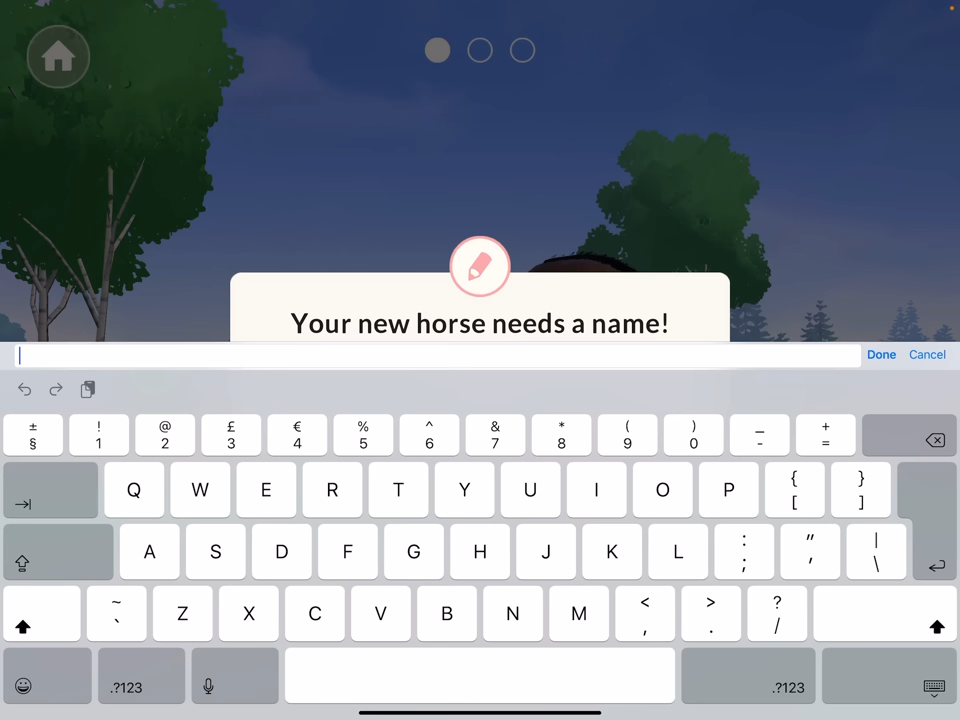 Your new horse needs a name!
Done Cancel
± ! @ £ € % ^ & * ( ) _ +
§ 1 2 3 4 5 6 7 8 9 0 - =
Q W E R T Y U I O P { }
[ ]
A S D F G H J K L : " |
; ' \
~ Z X C V B N M < > ?
` , . /
.?123 .?123